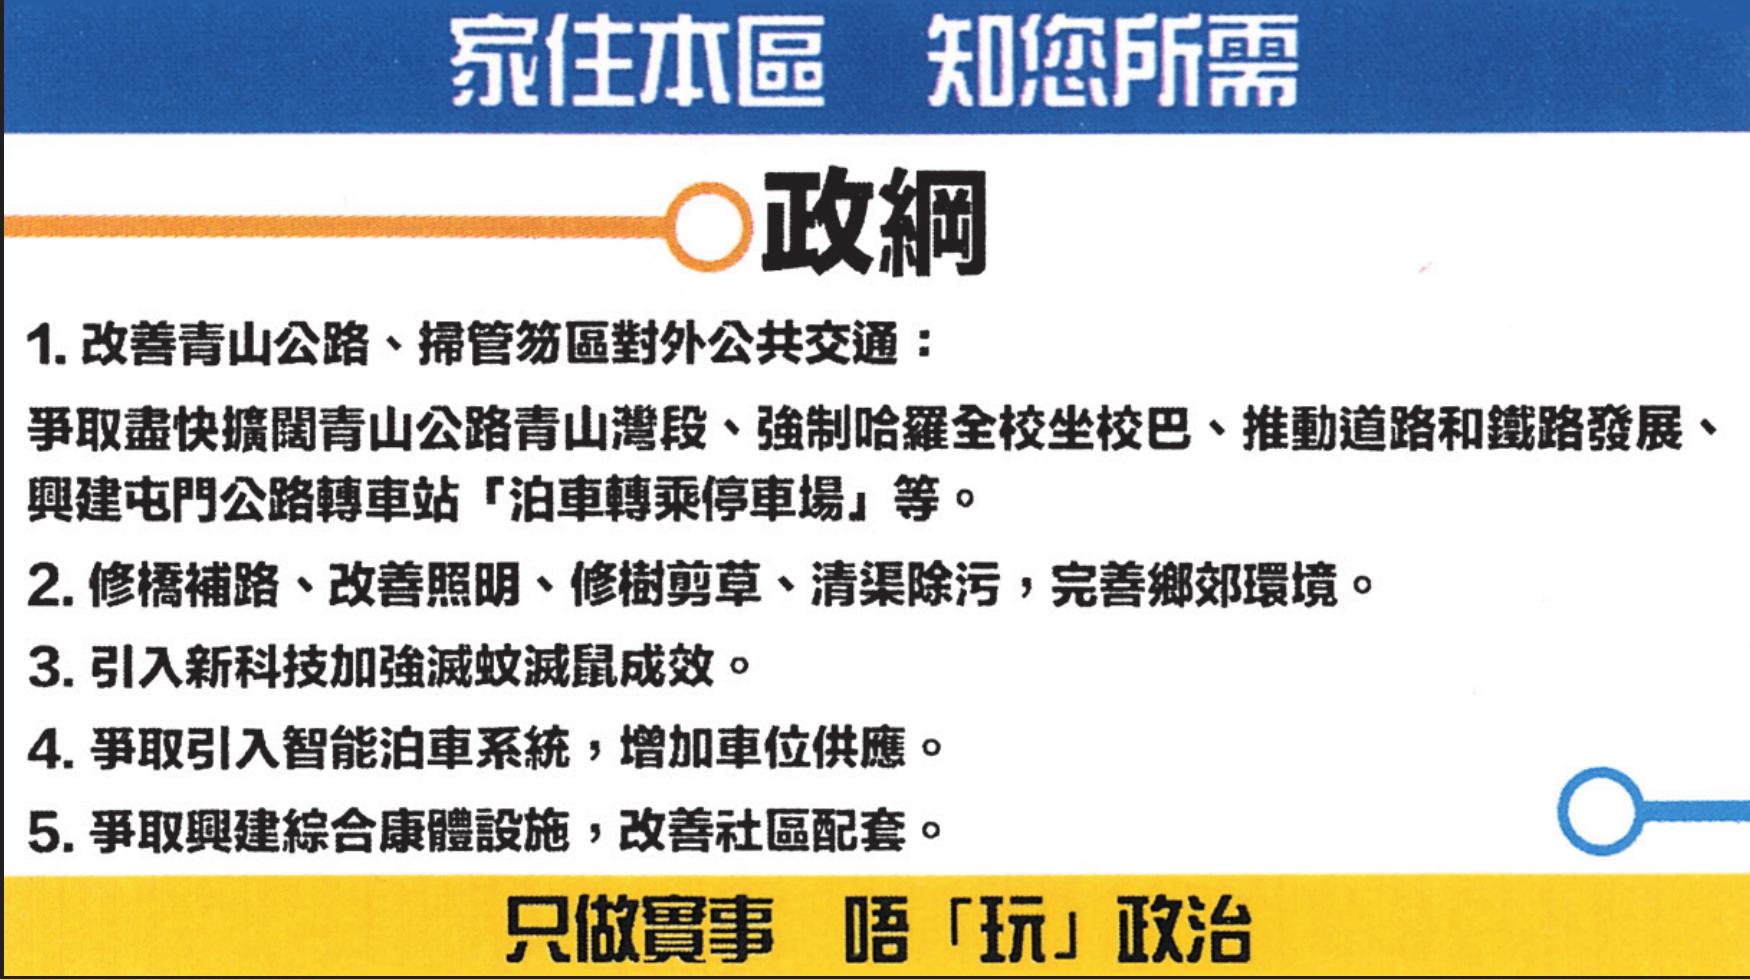 家住本區　知您所需
政綱
1. 改善青山公路、掃管笏區對外公共交通：
爭取盡快擴闊青山公路青山灣段、強制哈羅全校坐校巴、推動道路和鐵路發展、
興建屯門公路轉車站「泊車轉乘停車場」等。
2. 修橋補路、改善照明、修樹剪草、清渠除污，完善鄉郊環境。
3. 引入新科技加強滅蚊滅鼠成效。
4. 爭取引入智能泊車系統，增加車位供應。
5. 爭取興建綜合康體設施，改善社區配套。
只做實事　唔「玩」政治